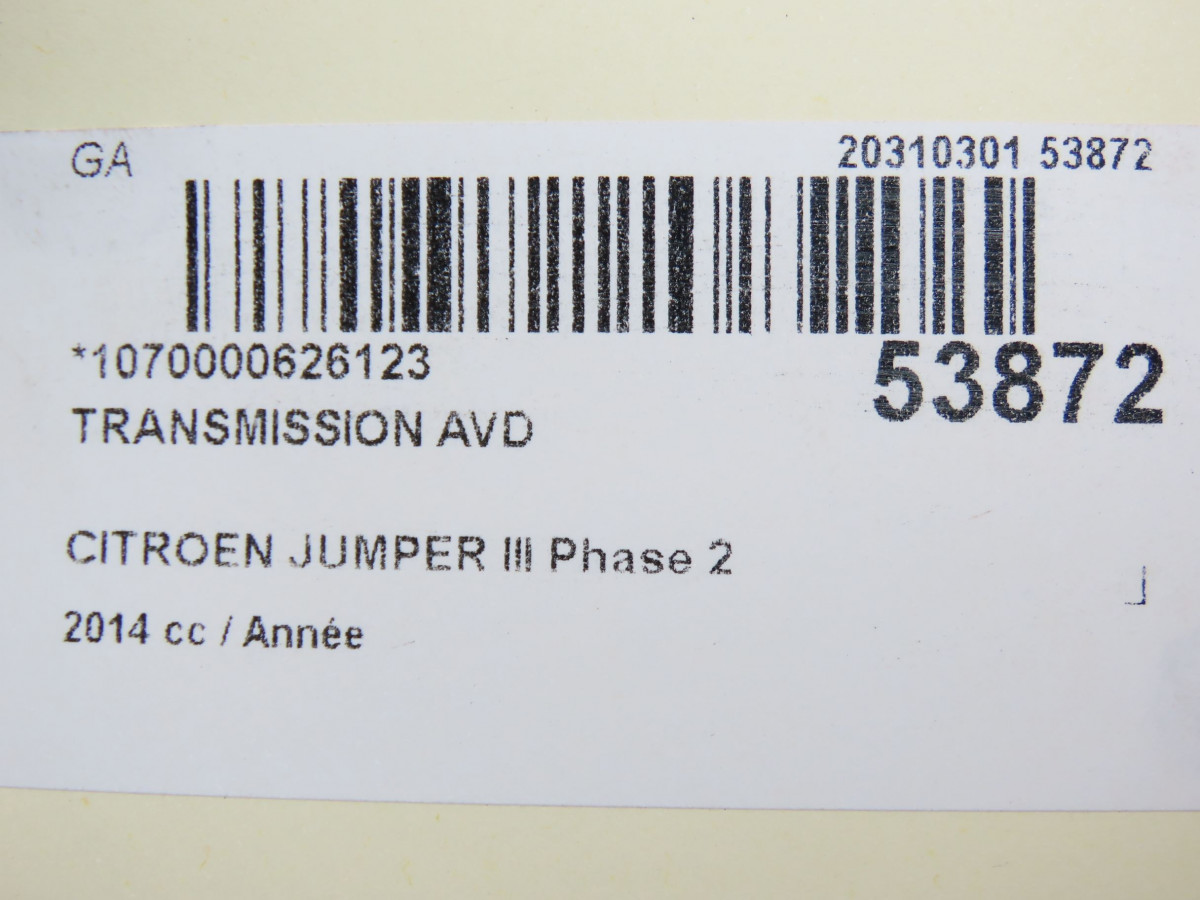 GA
20310301 53872
*1070000626123
53872
TRANSMISSION AVD
CITROEN JUMPER III Phase 2
2014 cc / Année